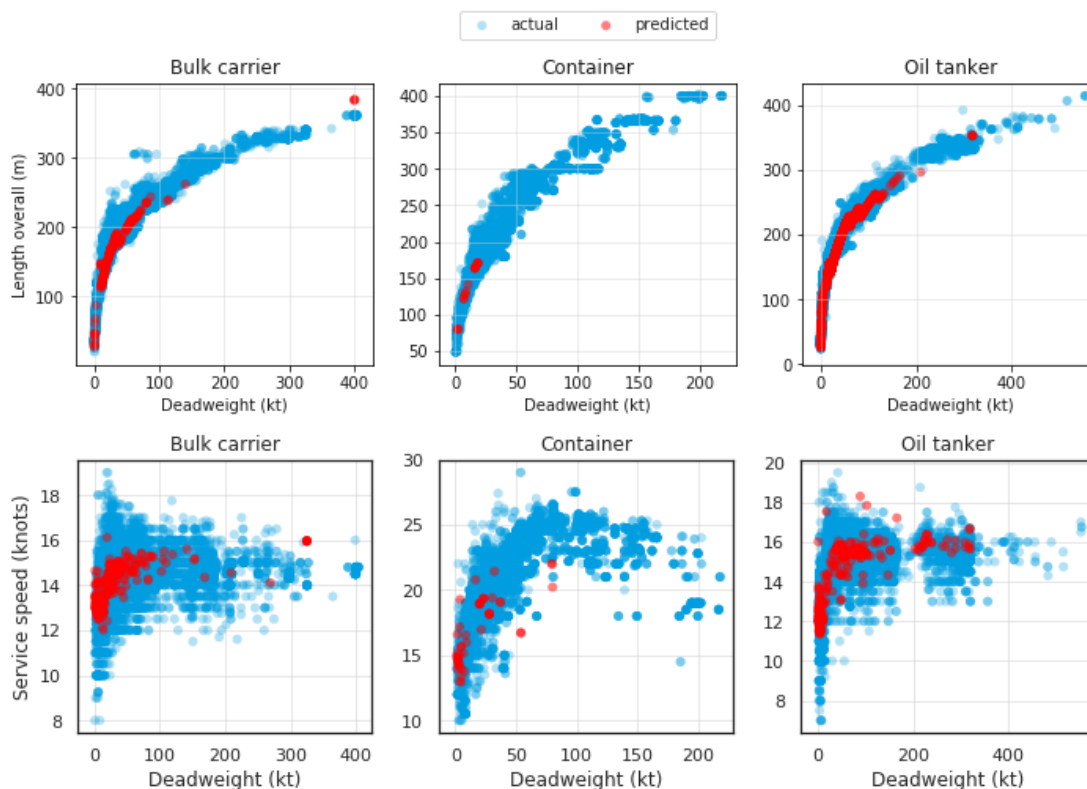 actual predicted
Bulk carrier
Container
Oil tanker
Length overall (m)
400
300
200
100
0 100 200 300 400
Deadweight (kt)
400
350
300
250
200
150
100
50
0 50 100 150 200
Deadweight (kt)
400
300
200
100
0
0 200 400
Deadweight (kt)
Bulk carrier
Container
Oil tanker
Service speed (knots)
18
16
14
12
10
8
0 100 200 300 400
Deadweight (kt)
30
25
20
15
10
0 50 100 150 200
Deadweight (kt)
20
18
16
14
12
10
8
0 200 400
Deadweight (kt)